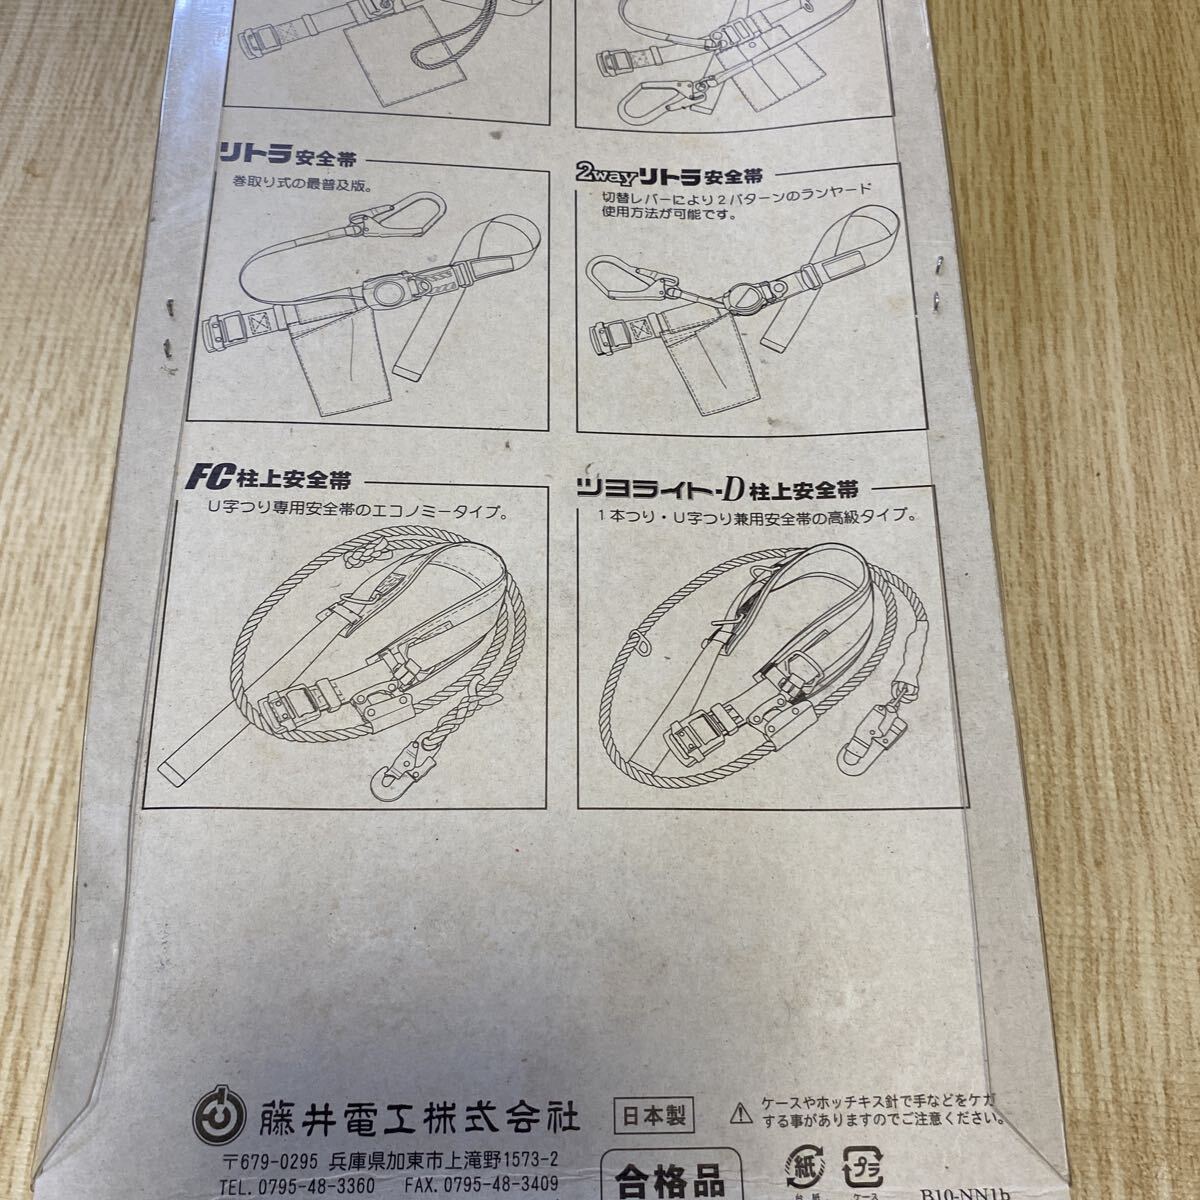 リトラ安全帯
巻取り式の最普及版。
2wayリトラ安全帯
切替レバーにより2パターンのランヤード
使用方法が可能です。
FC柱上安全帯
U字つり専用安全帯のエコノミータイプ。
ツヨライト-D柱上安全帯
1本つり・U字つり兼用安全帯の高級タイプ。
藤井電工株式会社
〒679-0295 兵庫県加東市上滝野1573-2
TEL. 0795-48-3360 FAX. 0795-48-3409
日本製
合格品
ケースやホッチキス針で手などをケガ
する事がありますのでご注意ください。
紙
台紙
プラ
ケース
B10-NN1b